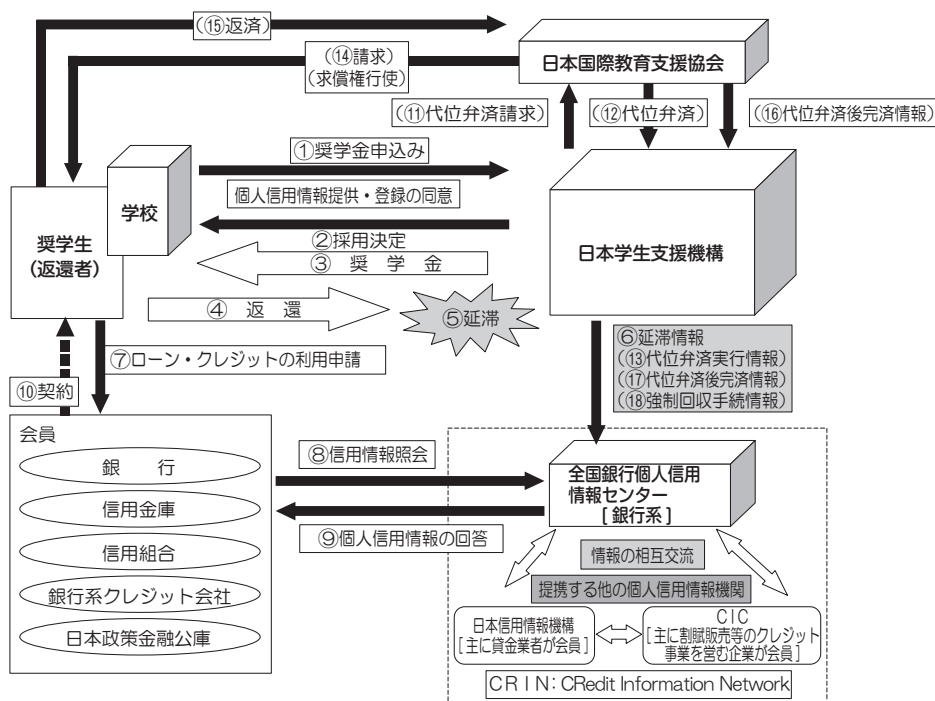 (⑮返済)
(⑭請求)
(求償権行使)
日本国際教育支援協会
(⑪代位弁済請求)
(⑫代位弁済)
(⑯代位弁済後完済情報)
①奨学金申込み
個人信用情報提供・登録の同意
学校
奨学生
(返還者)
②採用決定
③ 奨 学 金
日本学生支援機構
④ 返 還
⑤延滞
⑥延滞情報
(⑬代位弁済実行情報)
(⑰代位弁済後完済情報)
(⑱強制回収手続情報)
⑦ローン・クレジットの利用申請
⑩契約
会員
銀 行
信用金庫
信用組合
銀行系クレジット会社
日本政策金融公庫
⑧信用情報照会
⑨個人信用情報の回答
全国銀行個人信用
情報センター
[銀行系]
情報の相互交流
提携する他の個人信用情報機関
日本信用情報機構
[主に貸金業者が会員]
CIC
[主に割賦販売等のクレジット
事業を営む企業が会員]
CRIN: CRedit Information Network